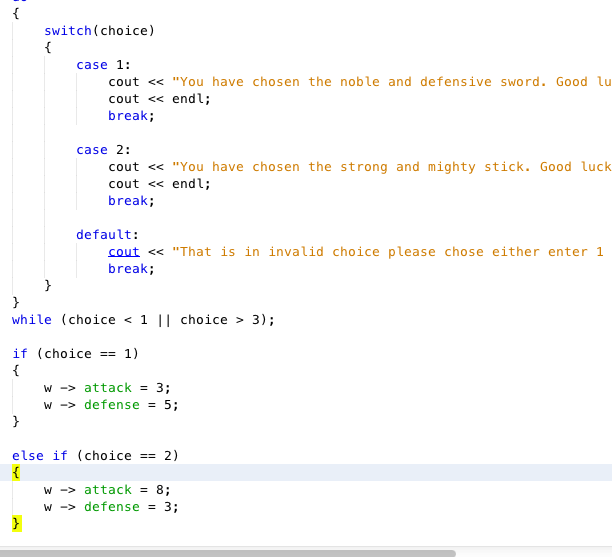 {
switch(choice)
{
case 1:
cout << "You have chosen the noble and defensive sword. Good
cout << endl;
break;
case 2:
cout << "You have chosen the strong and mighty stick. Good luck
cout << endl;
break;
default:
cout << "That is in invalid choice please chose either enter 1
break;
}
}
while (choice < 1 || choice > 3);
if (choice == 1)
{
w -> attack = 3;
w -> defense = 5;
}
else if (choice == 2)
{
w -> attack = 8;
w -> defense = 3;
}